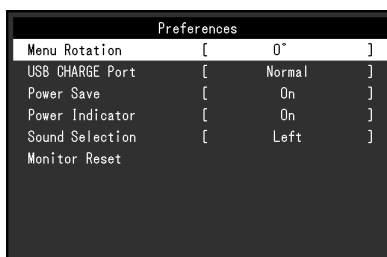 Preferences
Menu Rotation [ 0° ]
USB CHARGE Port [ Normal ]
Power Save [ On ]
Power Indicator [ On ]
Sound Selection [ Left ]
Monitor Reset